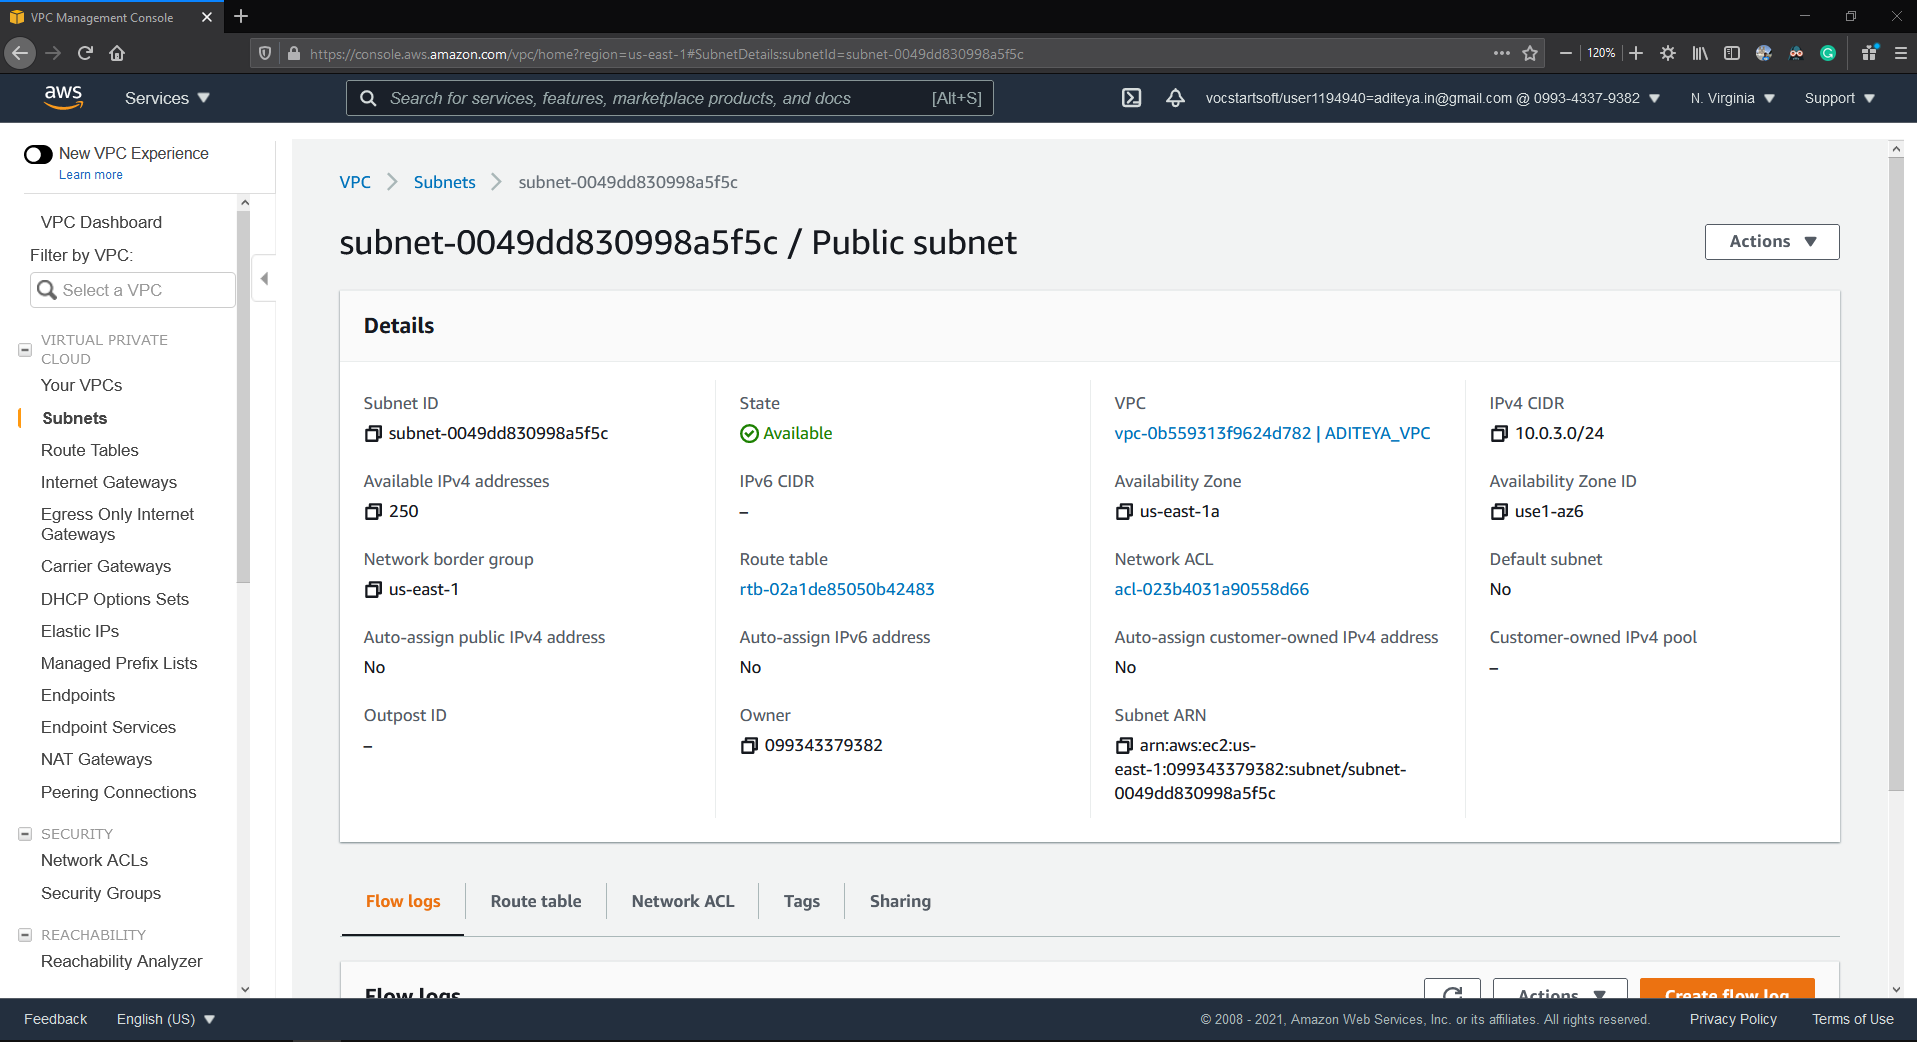 VPC Management Console
https://console.aws.amazon.com/vpc/home?region=us-east-1#SubnetDetails:subnetId=subnet-0049dd830998a5f5c
120%
aws
Services
Search for services, features, marketplace products, and docs
[Alt+S]
vocstartsoft/user1194940=aditeya.in@gmail.com @ 0993-4337-9382
N. Virginia
Support
New VPC Experience
Learn more
VPC Dashboard
Filter by VPC:
Select a VPC
VIRTUAL PRIVATE
CLOUD
Your VPCs
Subnets
Route Tables
Internet Gateways
Egress Only Internet
Gateways
Carrier Gateways
DHCP Options Sets
Elastic IPs
Managed Prefix Lists
Endpoints
Endpoint Services
NAT Gateways
Peering Connections
SECURITY
Network ACLs
Security Groups
REACHABILITY
Reachability Analyzer
VPC
Subnets
subnet-0049dd830998a5f5c
subnet-0049dd830998a5f5c / Public subnet
Actions
Details
Subnet ID
subnet-0049dd830998a5f5c
State
Available
VPC
vpc-0b559313f9624d782 | ADITEYA_VPC
IPv4 CIDR
10.0.3.0/24
Available IPv4 addresses
250
IPv6 CIDR
–
Availability Zone
us-east-1a
Availability Zone ID
use1-az6
Network border group
us-east-1
Route table
rtb-02a1de85050b42483
Network ACL
acl-023b4031a90558d66
Default subnet
No
Auto-assign public IPv4 address
No
Auto-assign IPv6 address
No
Auto-assign customer-owned IPv4 address
No
Customer-owned IPv4 pool
–
Outpost ID
–
Owner
099343379382
Subnet ARN
arn:aws:ec2:us-
east-1:099343379382:subnet/subnet-
0049dd830998a5f5c
Flow logs
Route table
Network ACL
Tags
Sharing
Flow logs
Actions
Create flow log
Feedback
English (US)
© 2008 - 2021, Amazon Web Services, Inc. or its affiliates. All rights reserved.
Privacy Policy
Terms of Use